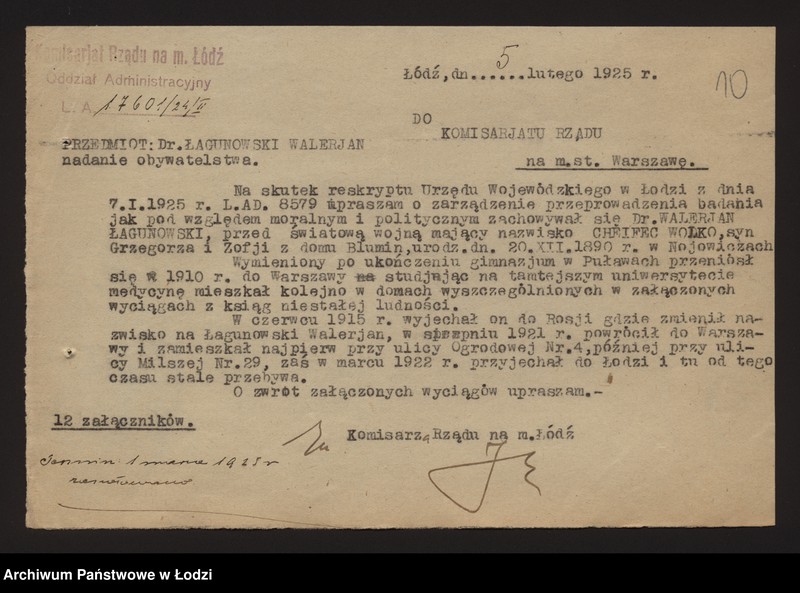 Komisarjat Rządu na m. Łódź
Oddział Administracyjny
L. A. 17601/24/II
Łódź,dn..5....lutego 1925 r.
10
DO
KOMISARJATU RZĄDU
na m.st. Warszawę.
PRZEDMIOT: Dr.ŁAGUNOWSKI WALERJAN
nadanie obywatelstwa.
Na skutek reskryptu Urzędu Wojewódzkiego w Łodzi z dnia
7.I.1925 r. L.AD. 8579 upraszam o zarządzenie przeprowadzenia badania
jak pod względem moralnym i politycznym zachowywał się Dr.WALERJAN
ŁAGUNOWSKI, przed światową wojną mający nazwisko CHEIFEC WOLKO,syn
Grzegorza i Zofji z domu Blumin,urodz.dn. 20.XII.1890 r. w Nojowiczach
Wymieniony po ukończeniu gimnazjum w Puławach przeniósł
się w 1910 r. do Warszawy na studjując na tamtejszym uniwersytecie
medycynę mieszkał kolejno w domach wyszczególnionych w załączonych
wyciągach z ksiąg niestałej ludności.
W czerwcu 1915 r. wyjechał on do Rosji gdzie zmienił na-
zwisko na Łagunowski Walerjan, w sierpniu 1921 r. powrócił do Warsza-
wy i zamieszkał najpierw przy ulicy Ogrodowej Nr.4,później przy uli-
cy Milszej Nr.29, zaś w marcu 1922 r. przyjechał do Łodzi i tu od tego
czasu stale przebywa.
O zwrot załączonych wyciągów upraszam.-
12 załączników.
Komisarz Rządu na m.Łódź
Termin: 1 marca 1925 r
Archiwum Państwowe w Łodzi